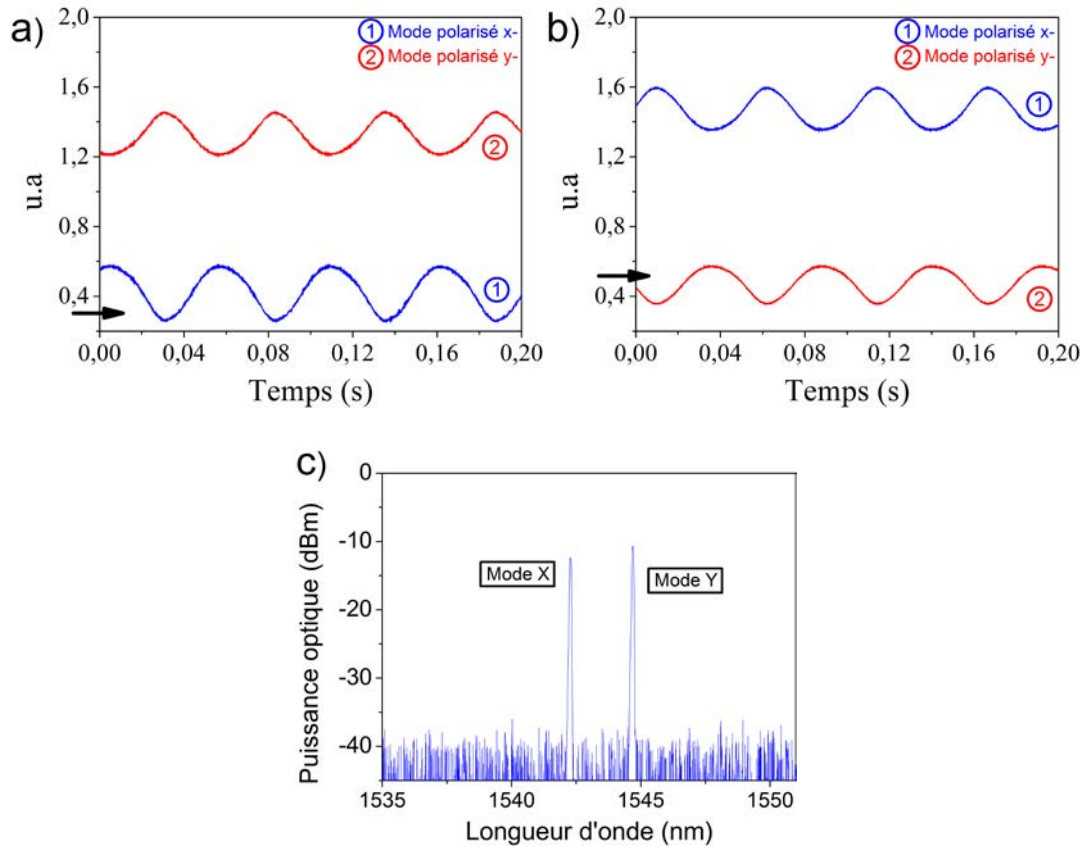 a)
2,0
1,6
1,2
0,8
0,4
u.a
① Mode polarisé x-
② Mode polarisé y-
②
①
0,00 0,04 0,08 0,12 0,16 0,20
Temps (s)
b)
2,0
1,6
1,2
0,8
0,4
u.a
① Mode polarisé x-
② Mode polarisé y-
①
②
0,00 0,04 0,08 0,12 0,16 0,20
Temps (s)
c)
0
-10
-20
-30
-40
Puissance optique (dBm)
Mode X
Mode Y
1535 1540 1545 1550
Longueur d'onde (nm)